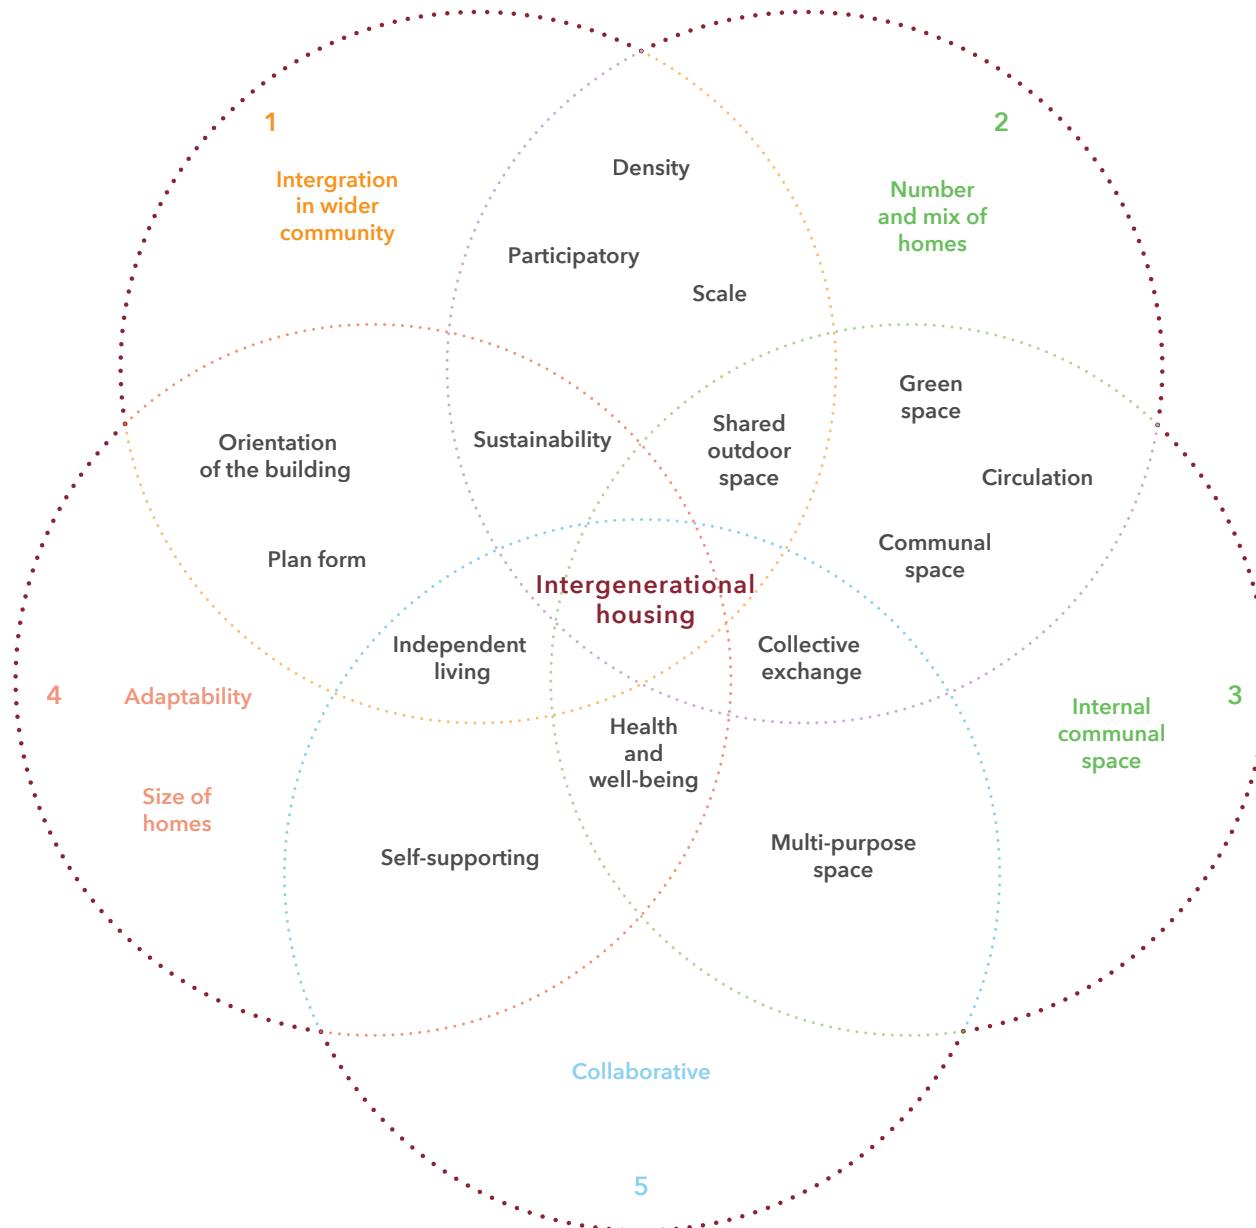 1
Intergration
in wider
community
2
Number
and mix of
homes
Density
Participatory
Scale
Green
space
Circulation
Communal
space
Shared
outdoor
space
Sustainability
Orientation
of the building
Plan form
Intergenerational
housing
Independent
living
Collective
exchange
Health
and
well-being
4
Adaptability
Size of
homes
3
Internal
communal
space
Self-supporting
Multi-purpose
space
Collaborative
5